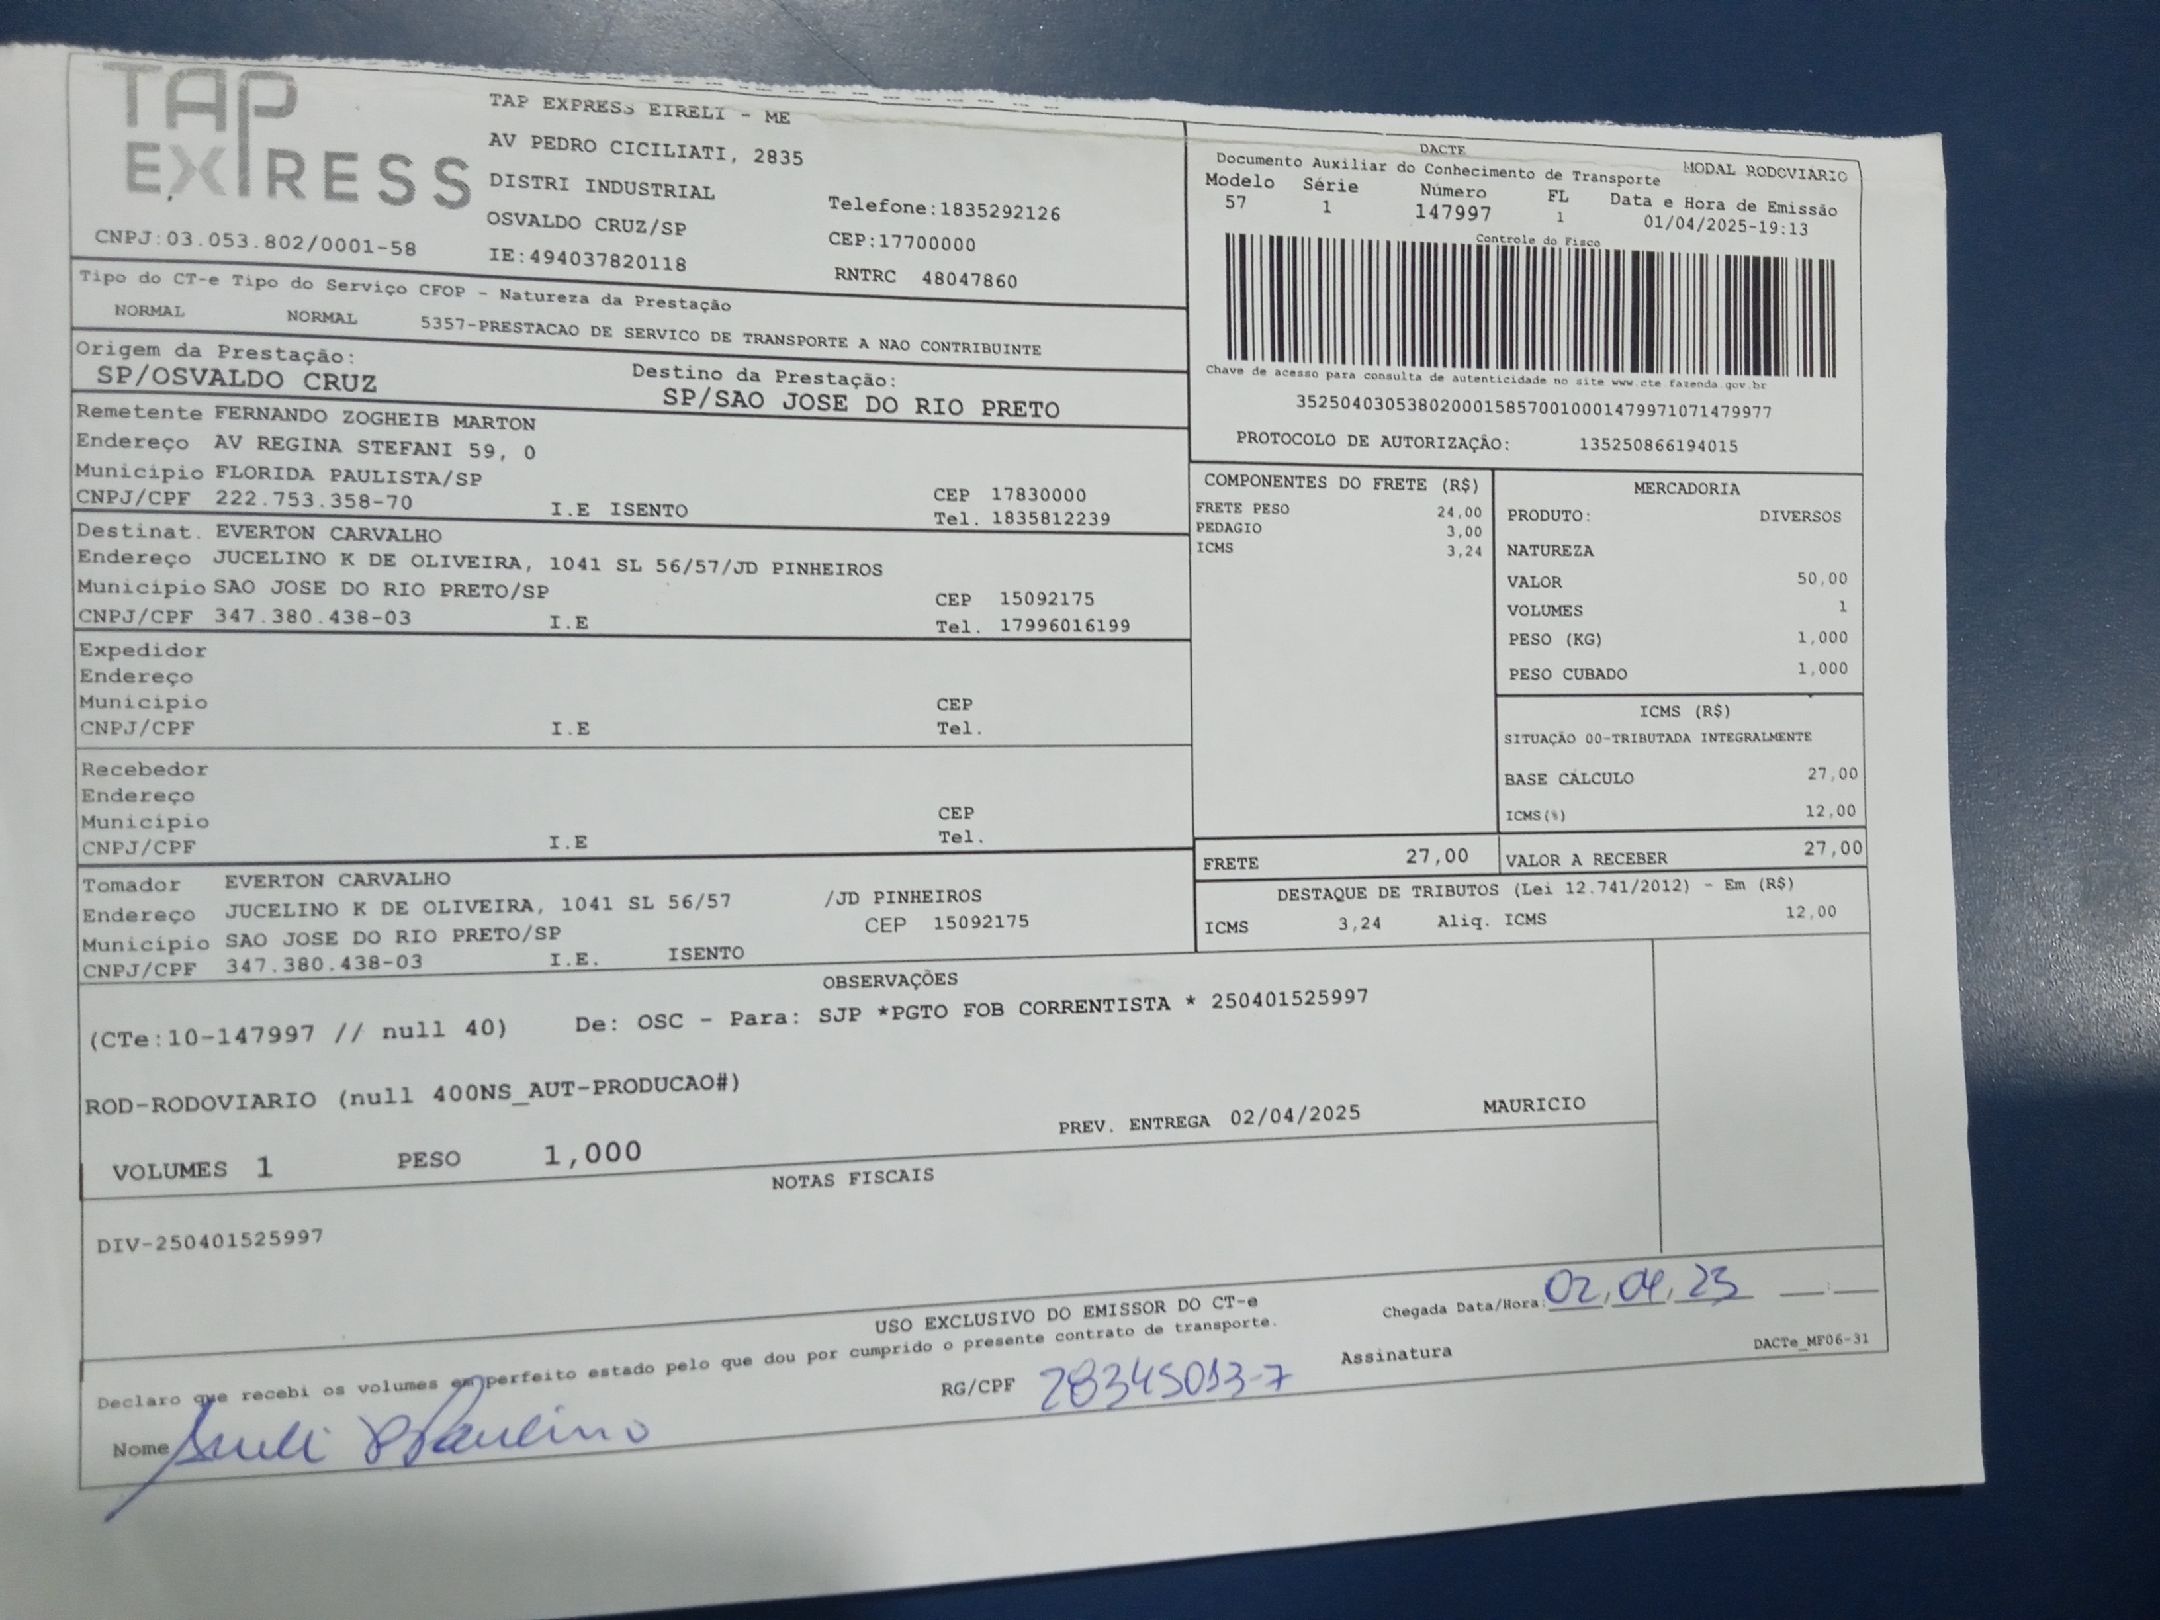 TAP
EXPRESS
CNPJ:03.053.802/0001-58
TAP EXPRESS EIRELI - ME
AV PEDRO CICILIATI, 2835
DISTRI INDUSTRIAL
OSVALDO CRUZ/SP
IE:494037820118
Telefone:1835292126
CEP:17700000
RNTRC 48047860
DACTE
Documento Auxiliar do Conhecimento de Transporte MODAL RODOVIÁRIO
Modelo Série Número FL Data e Hora de Emissão
57 1 147997 1 01/04/2025-19:13
Controle do Fisco
Chave de acesso para consulta de autenticidade no site www.cte fazenda.gov.br
35250403053802000158570010001479971071479977
PROTOCOLO DE AUTORIZAÇÃO: 135250866194015
Tipo do CT-e Tipo do Serviço CFOP - Natureza da Prestação
NORMAL NORMAL 5357-PRESTACAO DE SERVICO DE TRANSPORTE A NAO CONTRIBUINTE
Origem da Prestação:
SP/OSVALDO CRUZ
Destino da Prestação:
SP/SAO JOSE DO RIO PRETO
Remetente FERNANDO ZOGHEIB MARTON
Endereço AV REGINA STEFANI 59, 0
Município FLORIDA PAULISTA/SP CEP 17830000
CNPJ/CPF 222.753.358-70 I.E ISENTO Tel. 1835812239
Destinat. EVERTON CARVALHO
Endereço JUCELINO K DE OLIVEIRA, 1041 SL 56/57/JD PINHEIROS
Município SAO JOSE DO RIO PRETO/SP CEP 15092175
CNPJ/CPF 347.380.438-03 I.E Tel. 17996016199
Expedidor
Endereço
Município CEP
CNPJ/CPF I.E Tel.
Recebedor
Endereço
Município CEP
CNPJ/CPF I.E Tel.
Tomador EVERTON CARVALHO
Endereço JUCELINO K DE OLIVEIRA, 1041 SL 56/57 /JD PINHEIROS
Município SAO JOSE DO RIO PRETO/SP CEP 15092175
CNPJ/CPF 347.380.438-03 I.E. ISENTO
COMPONENTES DO FRETE (R$)
FRETE PESO 24,00
PEDAGIO 3,00
ICMS 3,24
MERCADORIA
PRODUTO: DIVERSOS
NATUREZA
VALOR 50,00
VOLUMES 1
PESO (KG) 1,000
PESO CUBADO 1,000
ICMS (R$)
SITUAÇÃO 00-TRIBUTADA INTEGRALMENTE
BASE CÁLCULO 27,00
ICMS(%) 12,00
FRETE 27,00 VALOR A RECEBER 27,00
DESTAQUE DE TRIBUTOS (Lei 12.741/2012) - Em (R$)
ICMS 3,24 Aliq. ICMS 12,00
OBSERVAÇÕES
(CTe:10-147997 // null 40) De: OSC - Para: SJP *PGTO FOB CORRENTISTA * 250401525997
ROD-RODOVIARIO (null 400NS_AUT-PRODUCAO#)
PREV. ENTREGA 02/04/2025 MAURICIO
VOLUMES 1 PESO 1,000
NOTAS FISCAIS
DIV-250401525997
USO EXCLUSIVO DO EMISSOR DO CT-e
Chegada Data/Hora: 02,04,25 :
Declaro que recebi os volumes em perfeito estado pelo que dou por cumprido o presente contrato de transporte.
DACTe_MF06-31
Nome Sueli Paulino RG/CPF 28345013-7 Assinatura